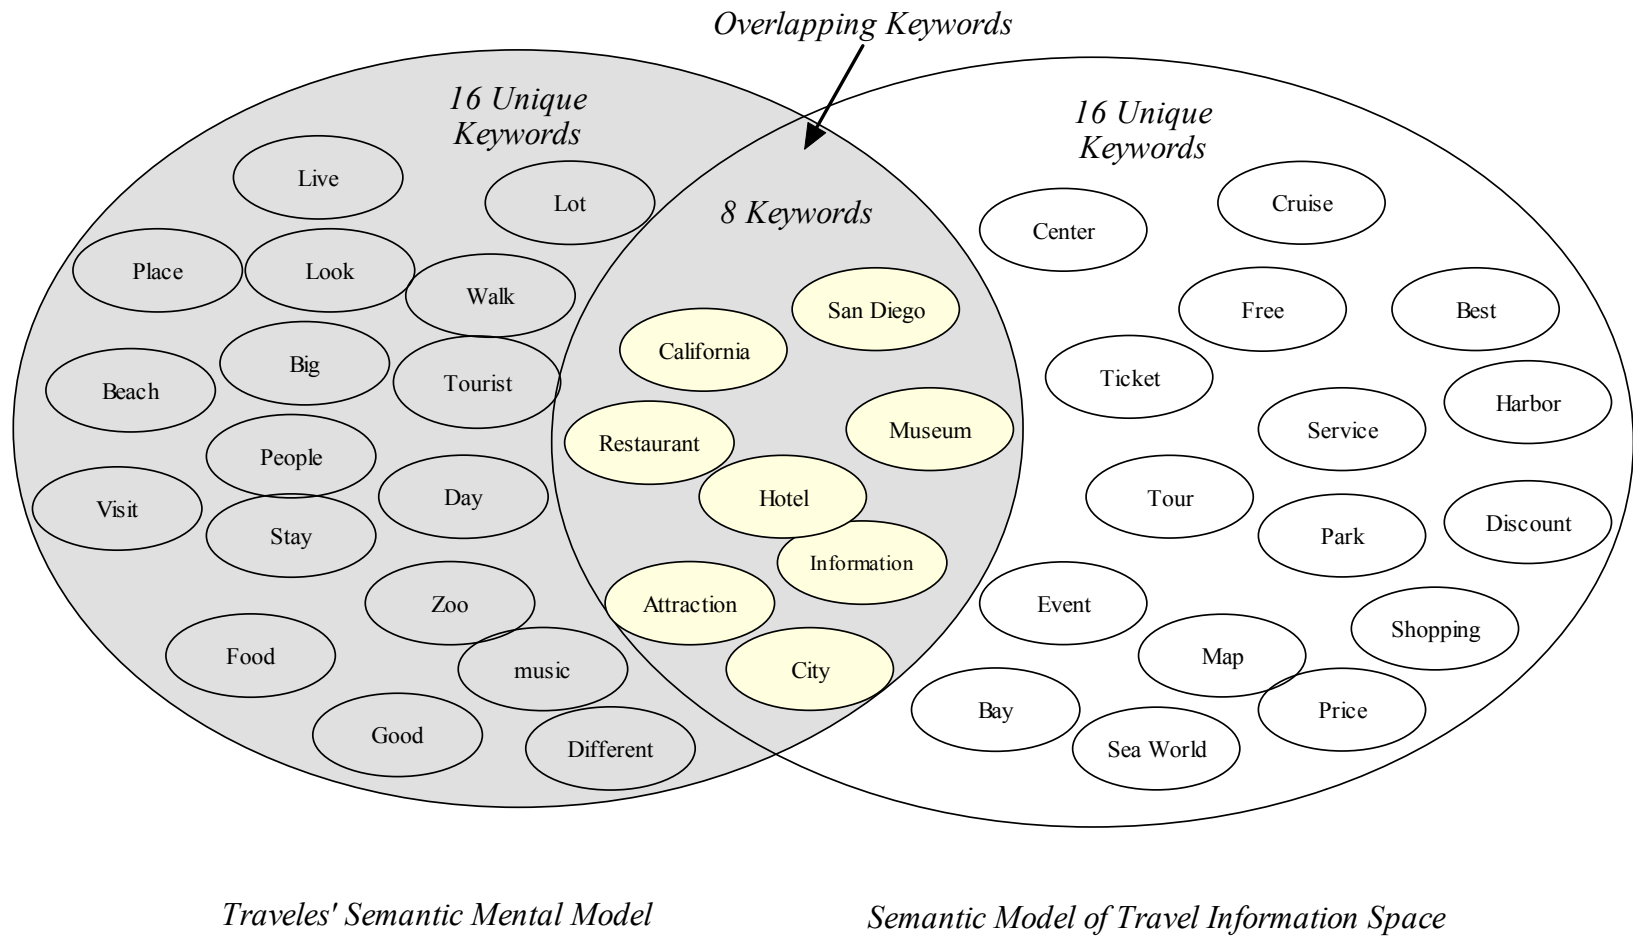 Overlapping Keywords
16 Unique
Keywords
16 Unique
Keywords
8 Keywords
Live
Lot
Place
Look
Walk
Beach
Big
Tourist
People
Visit
Stay
Day
Zoo
Food
music
Good
Different
San Diego
California
Restaurant
Museum
Hotel
Information
Attraction
City
Center
Cruise
Free
Best
Ticket
Harbor
Service
Tour
Park
Discount
Event
Map
Shopping
Bay
Price
Sea World
Traveles' Semantic Mental Model
Semantic Model of Travel Information Space